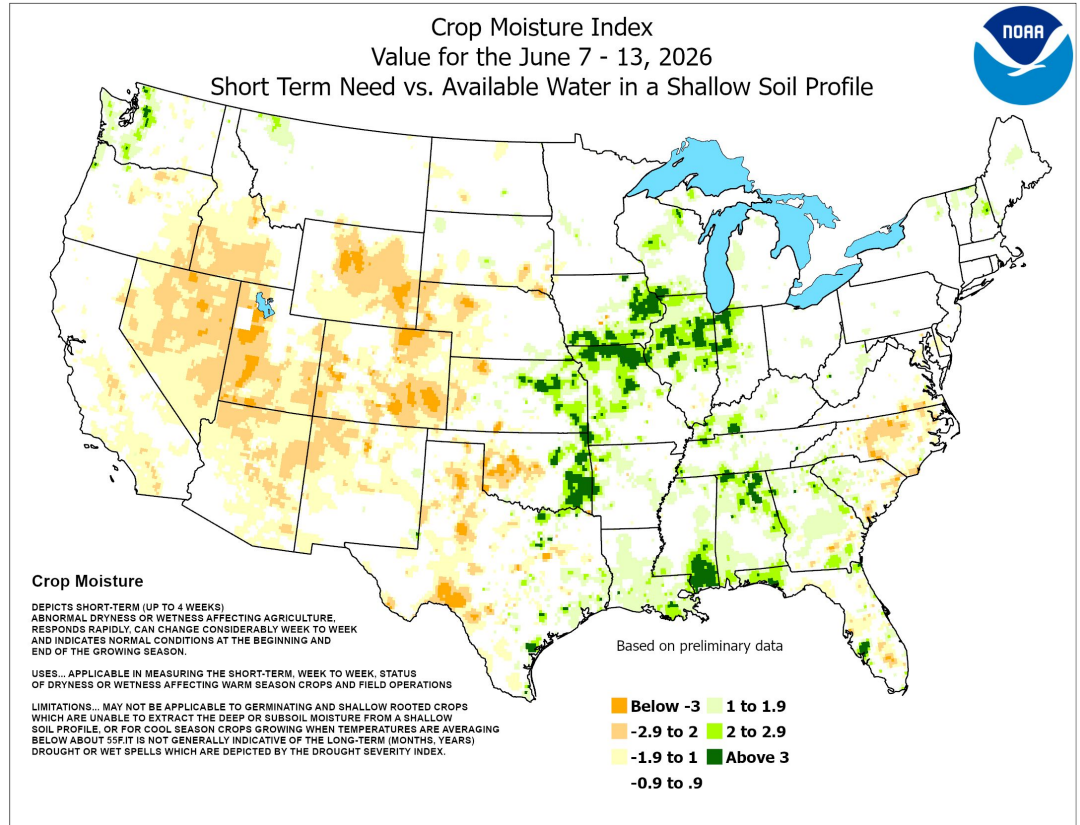 Crop Moisture Index
Value for the June 7 - 13, 2026
Short Term Need vs. Available Water in a Shallow Soil Profile
NOAA
Crop Moisture
DEPICTS SHORT-TERM (UP TO 4 WEEKS)
ABNORMAL DRYNESS OR WETNESS AFFECTING AGRICULTURE,
RESPONDS RAPIDLY, CAN CHANGE CONSIDERABLY WEEK TO WEEK
AND INDICATES NORMAL CONDITIONS AT THE BEGINNING AND
END OF THE GROWING SEASON.
USES... APPLICABLE IN MEASURING THE SHORT-TERM, WEEK TO WEEK, STATUS
OF DRYNESS OR WETNESS AFFECTING WARM SEASON CROPS AND FIELD OPERATIONS
LIMITATIONS... MAY NOT BE APPLICABLE TO GERMINATING AND SHALLOW ROOTED CROPS
WHICH ARE UNABLE TO EXTRACT THE DEEP OR SUBSOIL MOISTURE FROM A SHALLOW
SOIL PROFILE, OR FOR COOL SEASON CROPS GROWING WHEN TEMPERATURES ARE AVERAGING
BELOW ABOUT 55F.IT IS NOT GENERALLY INDICATIVE OF THE LONG-TERM (MONTHS, YEARS)
DROUGHT OR WET SPELLS WHICH ARE DEPICTED BY THE DROUGHT SEVERITY INDEX.
Based on preliminary data
Below -3
-2.9 to 2
-1.9 to 1
-0.9 to .9
1 to 1.9
2 to 2.9
Above 3